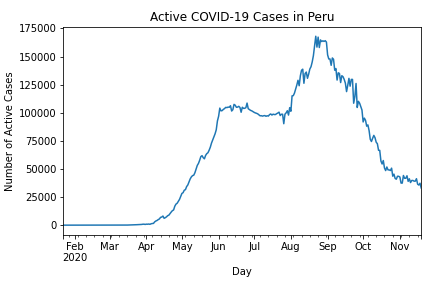 Active COVID-19 Cases in Peru
Number of Active Cases
175000
150000
125000
100000
75000
50000
25000
0
Feb Mar Apr May Jun Jul Aug Sep Oct Nov
2020
Day